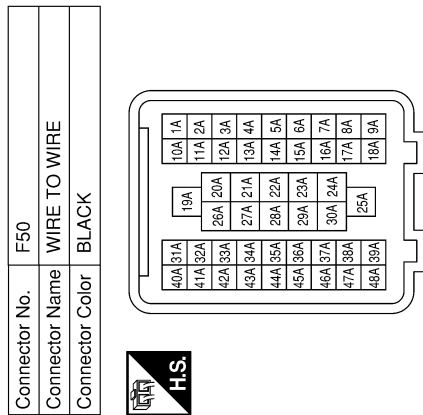 Connector No. F50
Connector Name WIRE TO WIRE
Connector Color BLACK
H.S.
1A 2A 3A 4A 5A 6A 7A 8A 9A
10A 11A 12A 13A 14A 15A 16A 17A 18A
20A 21A 22A 23A 24A
19A 25A
26A 27A 28A 29A 30A
31A 32A 33A 34A 35A 36A 37A 38A 39A
40A 41A 42A 43A 44A 45A 46A 47A 48A